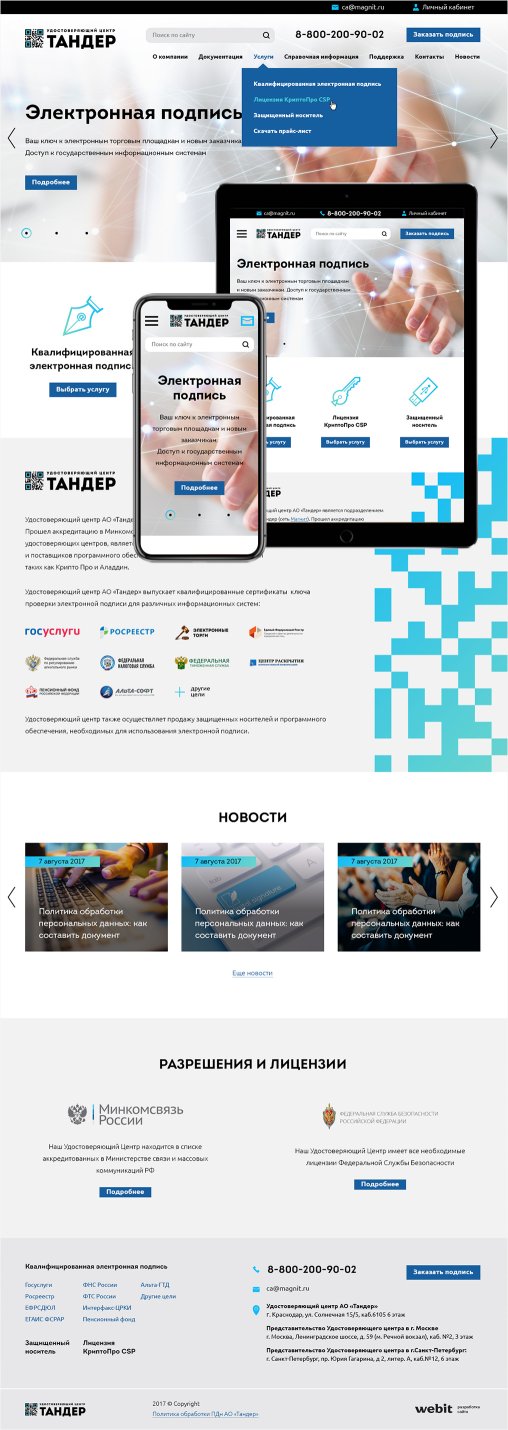 ca@magnit.ru
Личный кабинет
УДОСТОВЕРЯЮЩИЙ ЦЕНТР
ТАНДЕР
Поиск по сайту
8-800-200-90-02
Заказать подпись
О компании
Документация
Услуги
Справочная информация
Поддержка
Контакты
Новости
Квалифицированная электронная подпись
Лицензия КриптоПро CSP
Защищенный носитель
Скачать прайс-лист
Электронная подпись
Ваш ключ к электронным торговым площадкам и новым заказчикам
Доступ к государственным информационным системам
Подробнее
ca@magnit.ru
8-800-200-90-02
Личный кабинет
УДОСТОВЕРЯЮЩИЙ ЦЕНТР
ТАНДЕР
Поиск по сайту
Заказать подпись
Электронная подпись
Ваш ключ к электронным торговым площадкам
и новым заказчикам. Доступ к государственным
информационным системам
Лицензия
КриптоПро CSP
Защищенный
носитель
Выбрать услугу
Выбрать услугу
УДОСТОВЕРЯЮЩИЙ ЦЕНТР
ТАНДЕР
Поиск по сайту
Электронная
подпись
Ваш ключ к электронным
торговым площадкам и новым
заказчикам
Доступ к государственным
информационным системам
Подробнее
Квалифицированная
электронная подпись
Выбрать услугу
УДОСТОВЕРЯЮЩИЙ ЦЕНТР
ТАНДЕР
Удостоверяющий центр АО «Тандер»
Прошел аккредитацию в Минкомс
удостоверяющих центров, является
и поставщиков программного обесп
таких как Крипто Про и Аладдин.
Удостоверяющий центр АО «Тандер» выпускает квалифицированные сертификаты ключа
проверки электронной подписи для различных информационных систем:
госуслуги
РОСРЕЕСТР
ЭЛЕКТРОННЫЕ
ТОРГИ
Единый Федеральный Реестр
Федеральная служба
по регулированию
алкогольного рынка
ФЕДЕРАЛЬНАЯ
НАЛОГОВАЯ СЛУЖБА
ФЕДЕРАЛЬНАЯ
ТАМОЖЕННАЯ СЛУЖБА
ЦЕНТР РАСКРЫТИЯ
ПЕНСИОННЫЙ ФОНД
РОССИЙСКОЙ ФЕДЕРАЦИИ
АЛЬТА-СОФТ
другие
цели
Удостоверяющий центр также осуществляет продажу защищенных носителей и программного
обеспечения, необходимых для использования электронной подписи.
НОВОСТИ
7 августа 2017
Политика обработки
персональных данных: как
составить документ
7 августа 2017
Политика обработки
персональных данных: как
составить документ
7 августа 2017
Политика обработки
персональных данных: как
составить документ
Еще новости
РАЗРЕШЕНИЯ И ЛИЦЕНЗИИ
Минкомсвязь
России
Наш Удостоверяющий Центр находится в списке
аккредитованных в Министерстве связи и массовых
коммуникаций РФ
Подробнее
ФЕДЕРАЛЬНАЯ СЛУЖБА БЕЗОПАСНОСТИ
РОССИЙСКОЙ ФЕДЕРАЦИИ
Наш Удостоверяющий Центр имеет все необходимые
лицензии Федеральной Службы Безопасности
Подробнее
Квалифицированная электронная подпись
Госуслуги
ФНС России
Альта-ГТД
Росреестр
ФТС России
Другие цели
ЕФРСДЮЛ
Интерфакс-ЦРКИ
ЕГАИС ФСРАР
Пенсионный фонд
Защищенный
носитель
Лицензия
КриптоПро CSP
8-800-200-90-02
Заказать подпись
ca@magnit.ru
Удостоверяющий центр АО «Тандер»
г. Краснодар, ул. Солнечная 15/5, каб.6105 6 этаж
Представительство Удостоверяющего центра в г. Москве
г. Москва, Ленинградское шоссе, д. 59 (м. Речной вокзал), каб. №2, 3 этаж
Представительство Удостоверяющего центра в г.Санкт-Петербург:
г. Санкт-Петербург, пр. Юрия Гагарина, д 2, литер. А, каб.№12, 6 этаж
УДОСТОВЕРЯЮЩИЙ ЦЕНТР
ТАНДЕР
2017 © Copyright
Политика обработки ПДн АО «Тандер»
webit
разработка
сайта